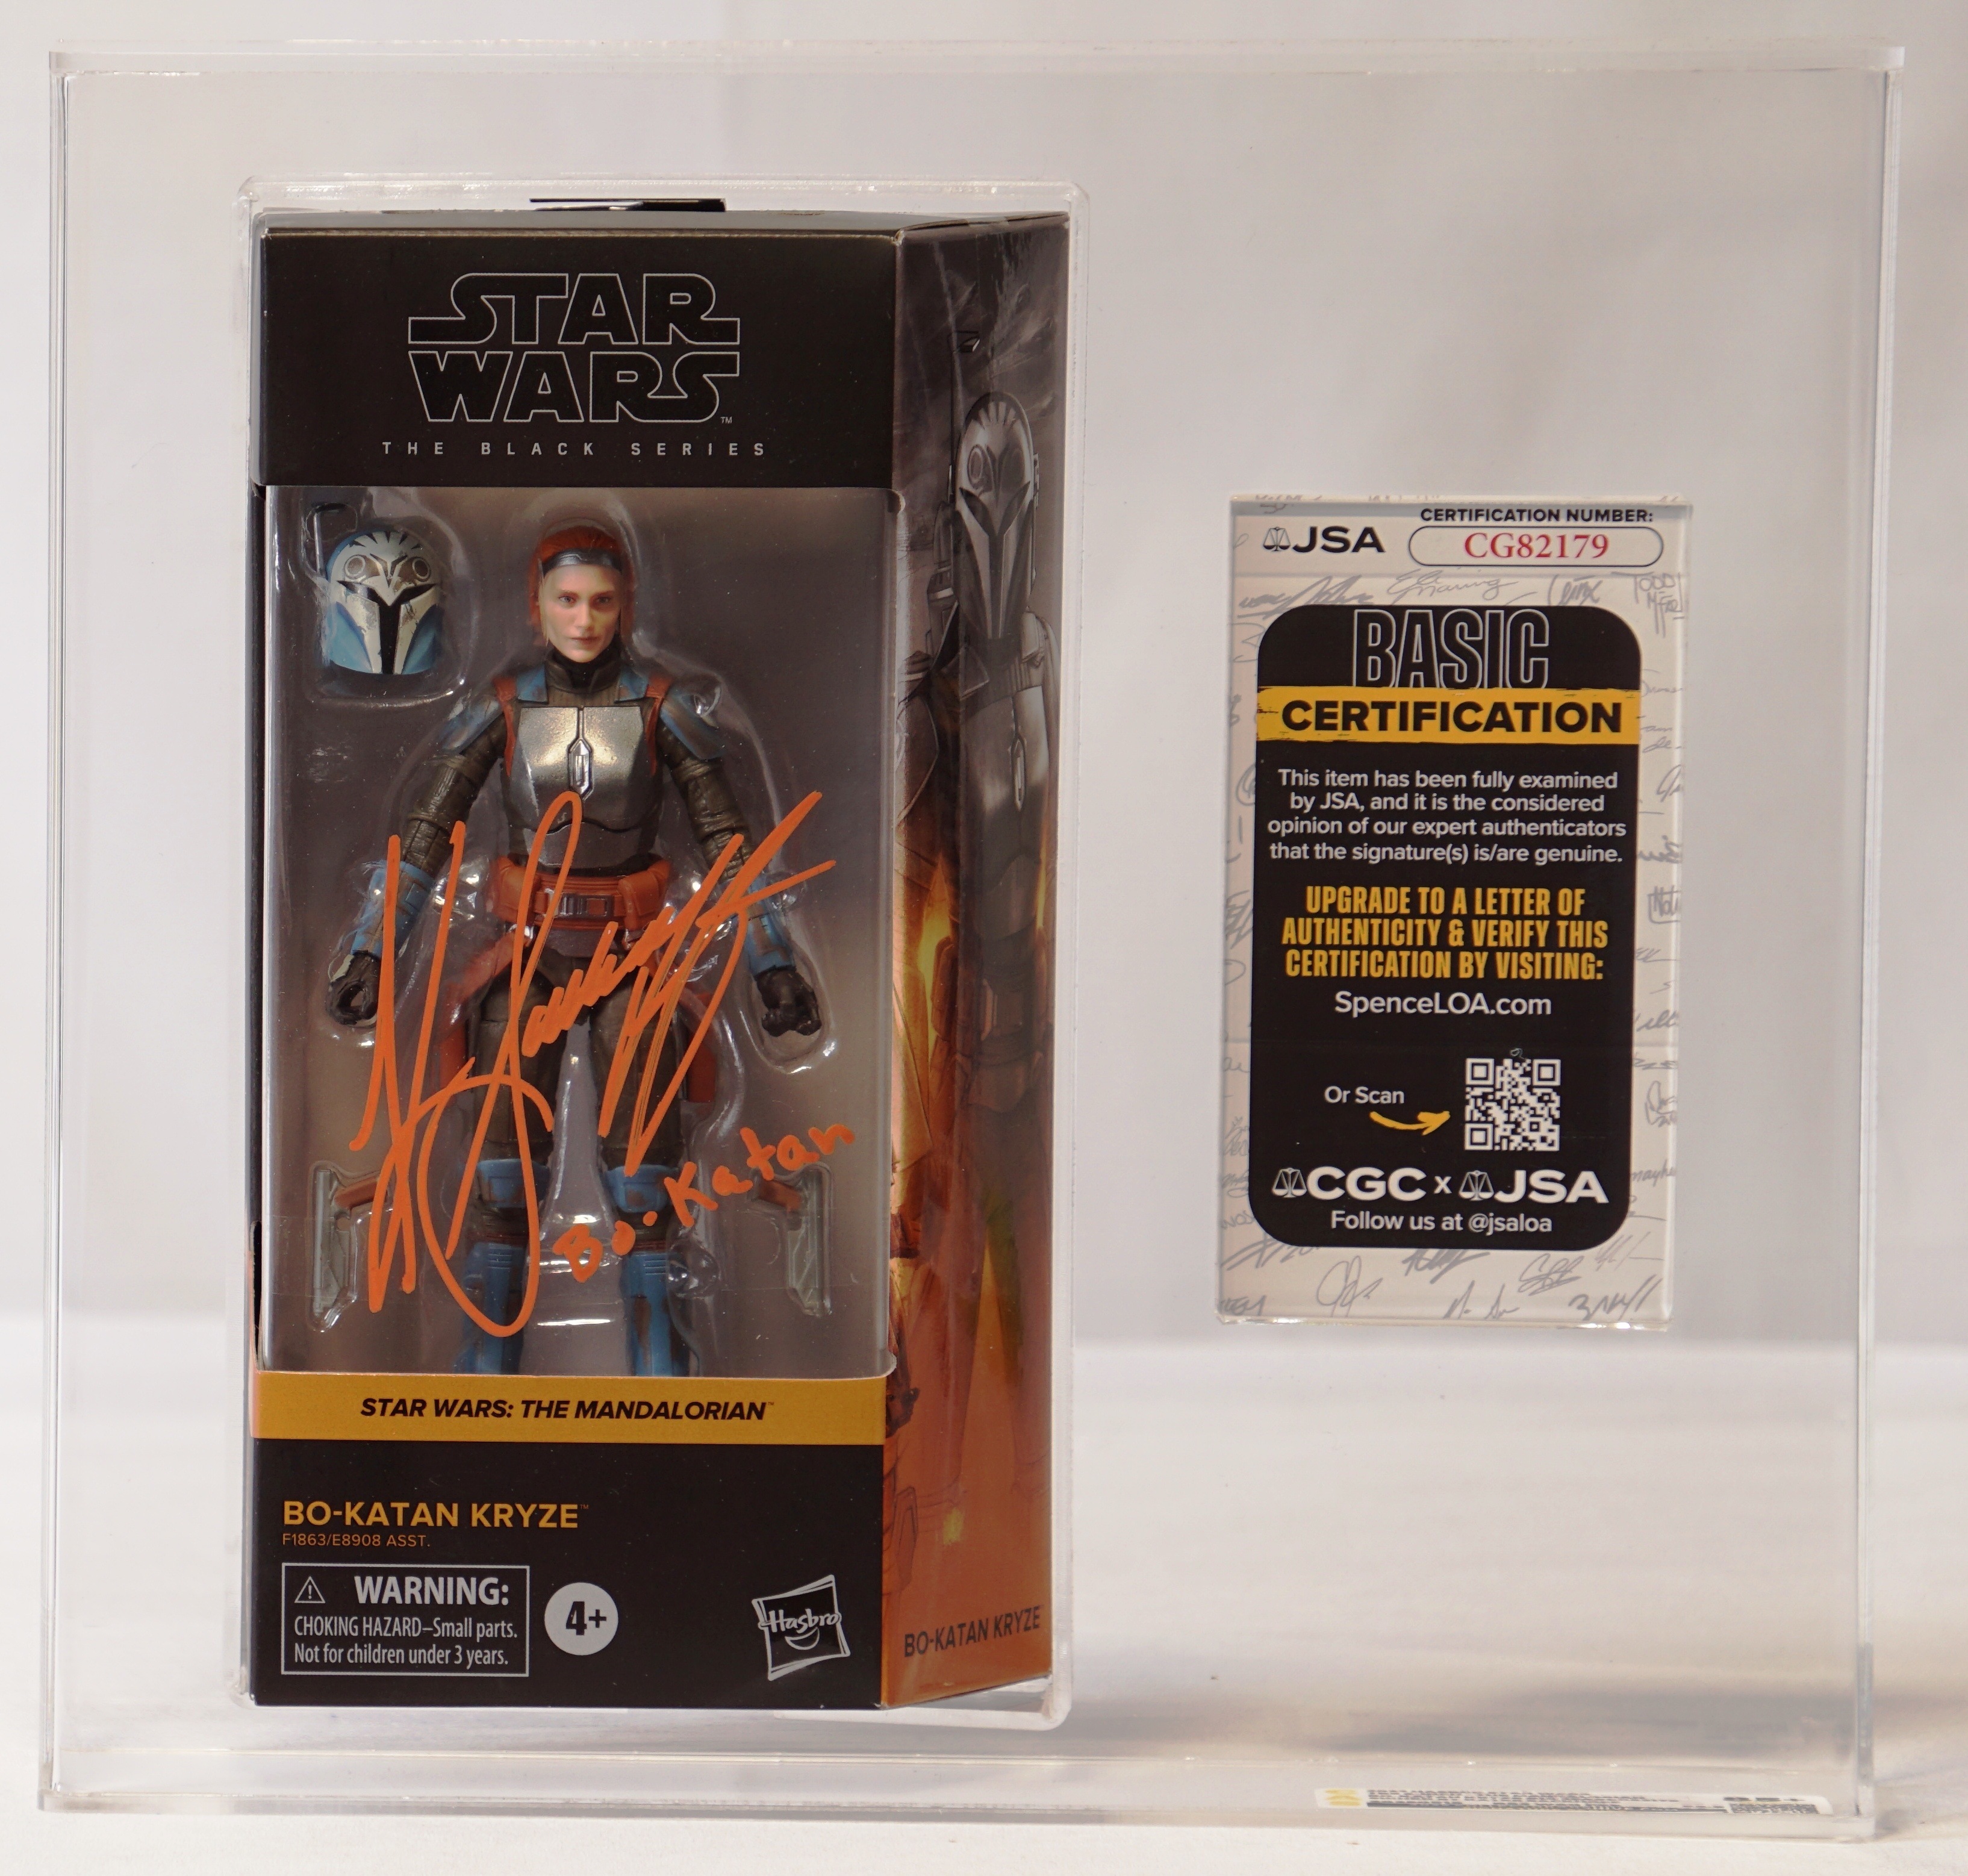 STAR
WARS™
THE BLACK SERIES
Bo-Katan
STAR WARS: THE MANDALORIAN™
BO-KATAN KRYZE™
F1863/E8908 ASST.
WARNING:
CHOKING HAZARD–Small parts.
Not for children under 3 years.
4+
Hasbro
BO-KATAN KRYZE
JSA
CERTIFICATION NUMBER:
CG82179
BASIC
CERTIFICATION
This item has been fully examined
by JSA, and it is the considered
opinion of our expert authenticators
that the signature(s) is/are genuine.
UPGRADE TO A LETTER OF
AUTHENTICITY & VERIFY THIS
CERTIFICATION BY VISITING:
SpenceLOA.com
Or Scan
CGC x JSA
Follow us at @jsaloa